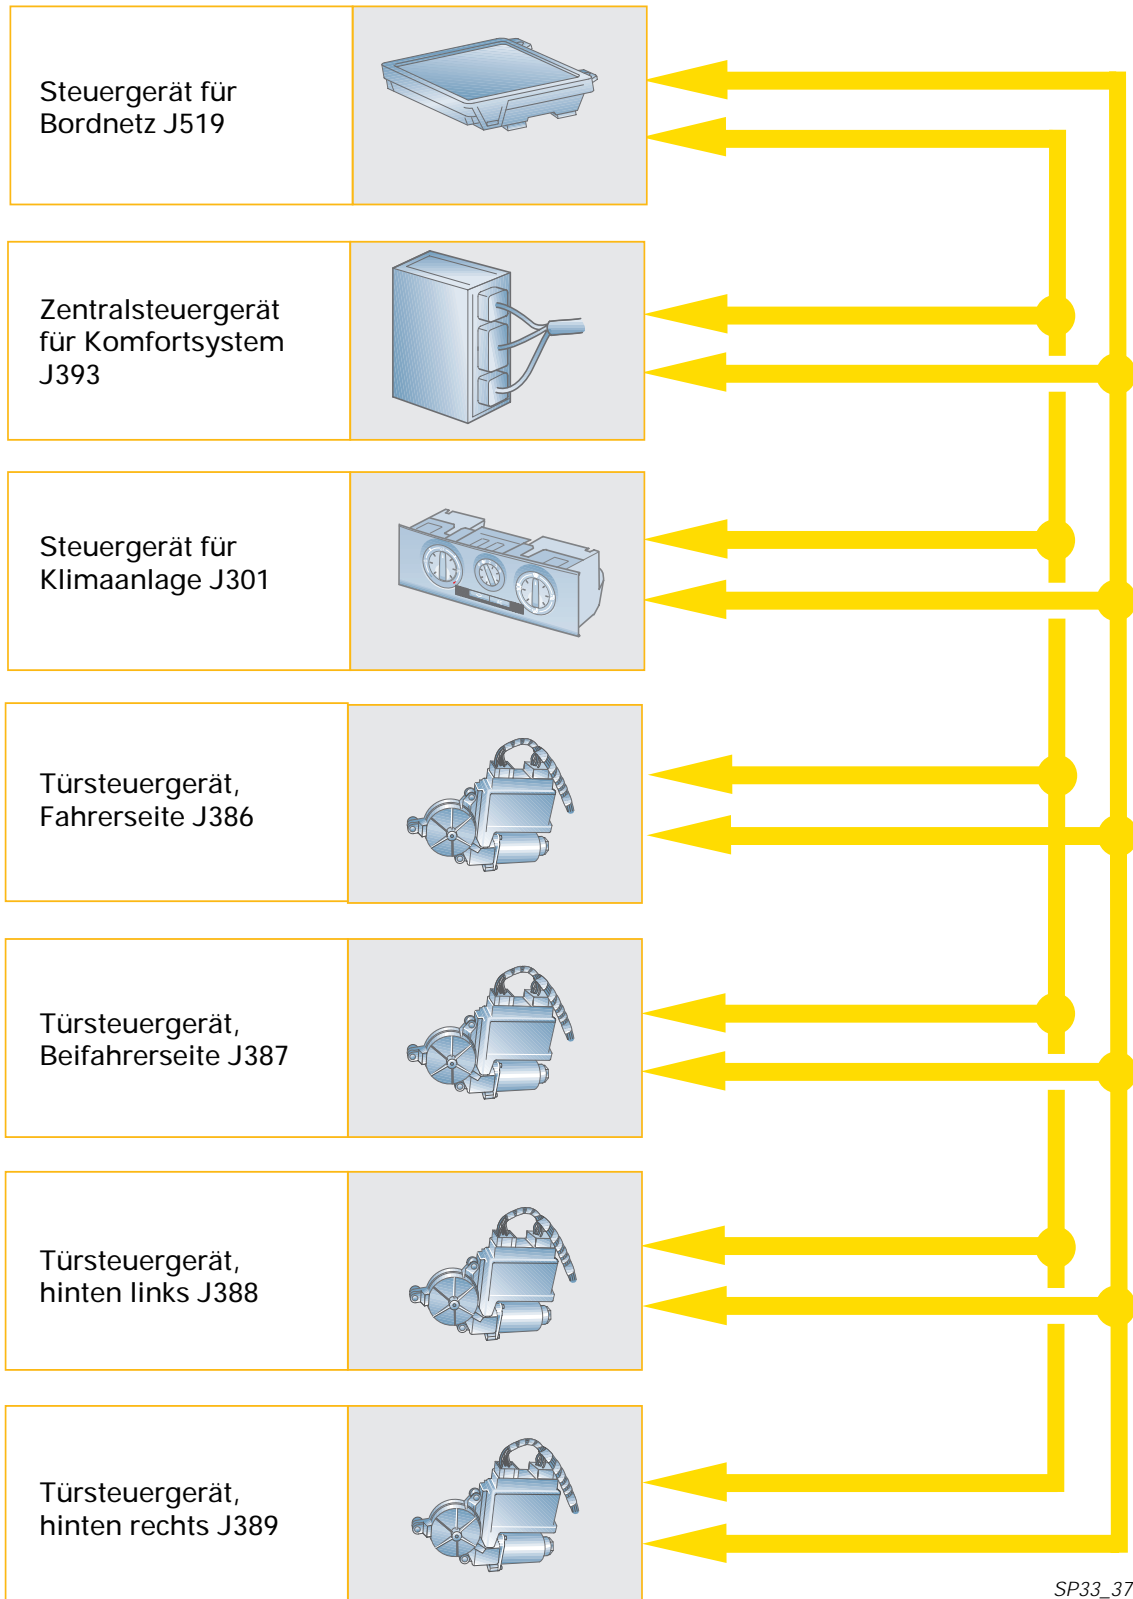 Steuergerät für
Bordnetz J519
Zentralsteuergerät
für Komfortsystem
J393
Steuergerät für
Klimaanlage J301
Türsteuergerät,
Fahrerseite J386
Türsteuergerät,
Beifahrerseite J387
Türsteuergerät,
hinten links J388
Türsteuergerät,
hinten rechts J389
SP33_37